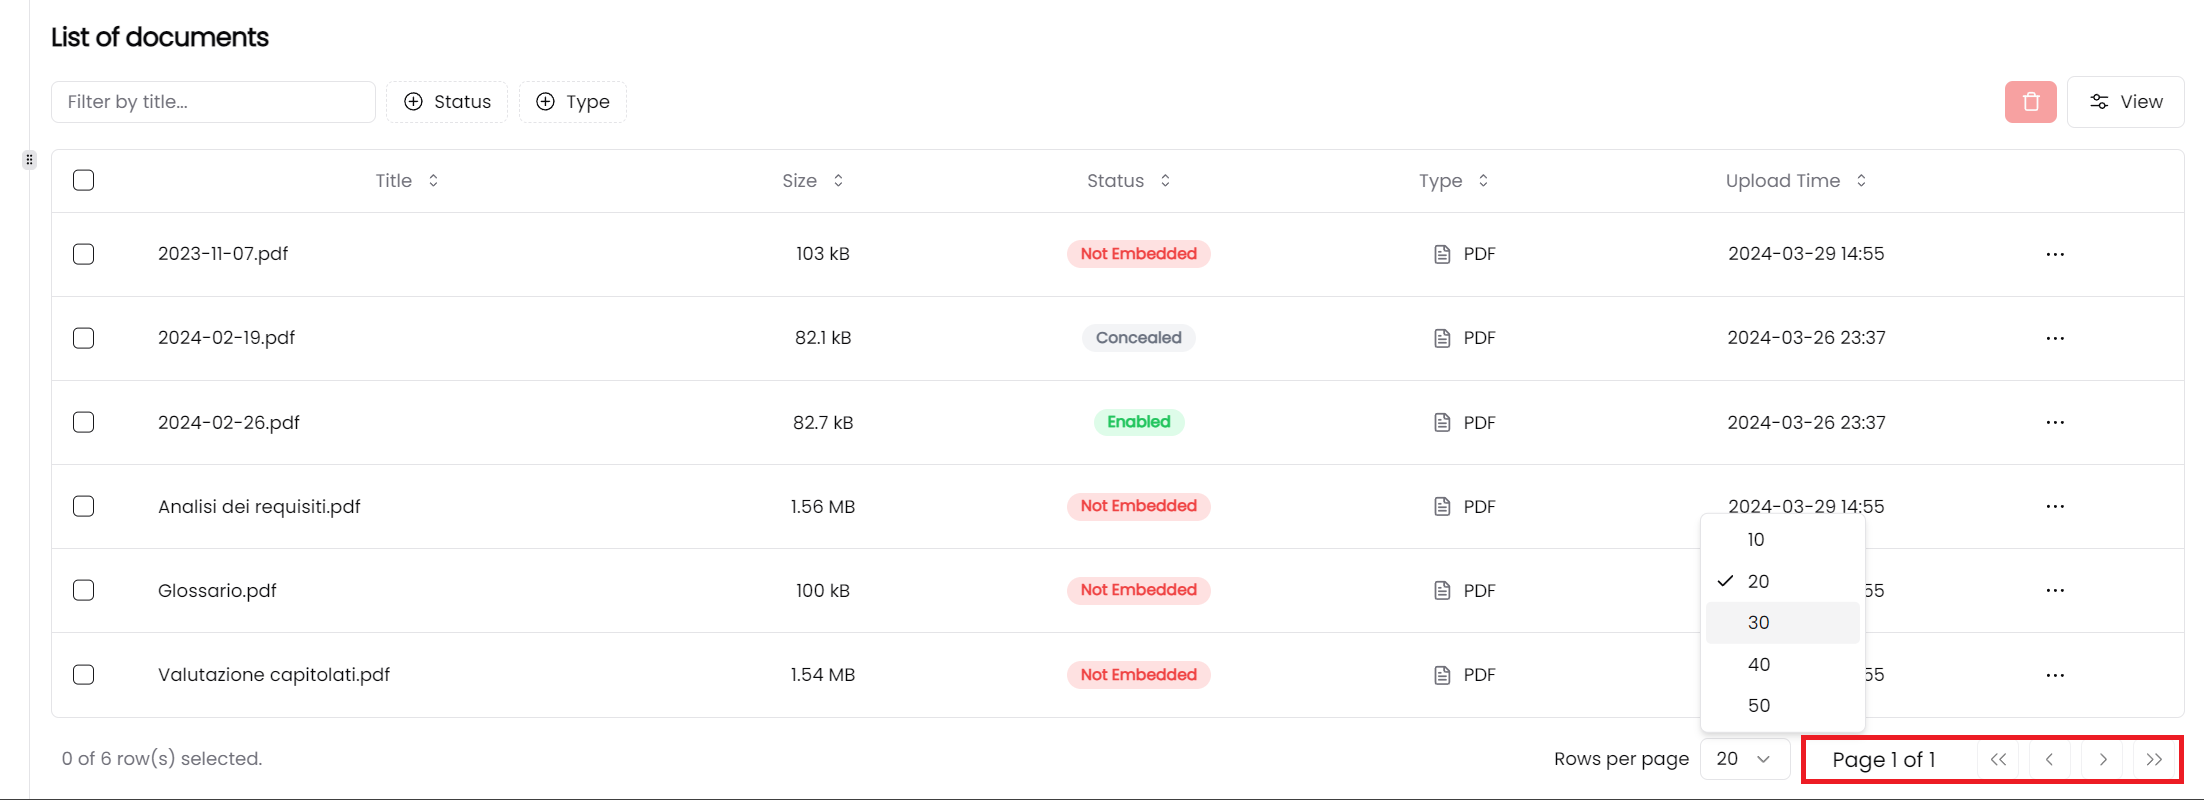 List of documents
Filter by title... Status Type View
Title Size Status Type Upload Time
2023-11-07.pdf 103 kB Not Embedded PDF 2024-03-29 14:55
2024-02-19.pdf 82.1 kB Concealed PDF 2024-03-26 23:37
2024-02-26.pdf 82.7 kB Enabled PDF 2024-03-26 23:37
Analisi dei requisiti.pdf 1.56 MB Not Embedded PDF 2024-03-29 14:55
10
20
Glossario.pdf 100 kB Not Embedded PDF 55
30
40
Valutazione capitolati.pdf 1.54 MB Not Embedded PDF 55
50
0 of 6 row(s) selected. Rows per page 20 Page 1 of 1